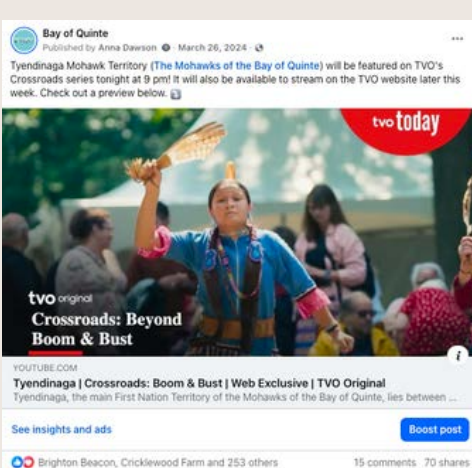 Bay of Quinte
Published by Anna Dawson · March 26, 2024 ·
Tyendinaga Mohawk Territory (The Mohawks of the Bay of Quinte) will be featured on TVO's
Crossroads series tonight at 9 pm! It will also be available to stream on the TVO website later this
week. Check out a preview below.
tvo today
tvo original
Crossroads: Beyond
Boom & Bust
i
YOUTUBE.COM
Tyendinaga | Crossroads: Boom & Bust | Web Exclusive | TVO Original
Tyendinaga, the main First Nation Territory of the Mohawks of the Bay of Quinte, lies between ...
See insights and ads
Boost post
Brighton Beacon, Cricklewood Farm and 253 others
15 comments 70 shares